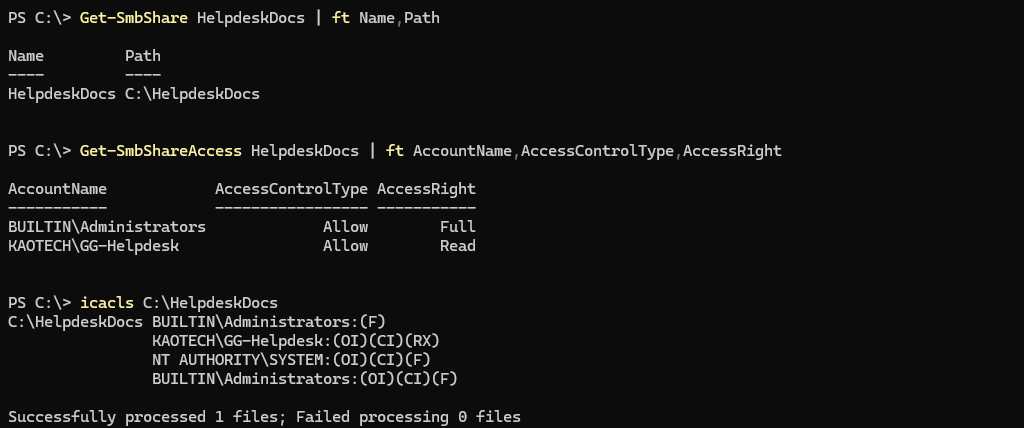 PS C:\> Get-SmbShare HelpdeskDocs | ft Name,Path
Name         Path
----         ----
HelpdeskDocs C:\HelpdeskDocs
PS C:\> Get-SmbShareAccess HelpdeskDocs | ft AccountName,AccessControlType,AccessRight
AccountName            AccessControlType AccessRight
-----------            ----------------- -----------
BUILTIN\Administrators             Allow        Full
KAOTECH\GG-Helpdesk                Allow        Read
PS C:\> icacls C:\HelpdeskDocs
C:\HelpdeskDocs BUILTIN\Administrators:(F)
                KAOTECH\GG-Helpdesk:(OI)(CI)(RX)
                NT AUTHORITY\SYSTEM:(OI)(CI)(F)
                BUILTIN\Administrators:(OI)(CI)(F)
Successfully processed 1 files; Failed processing 0 files